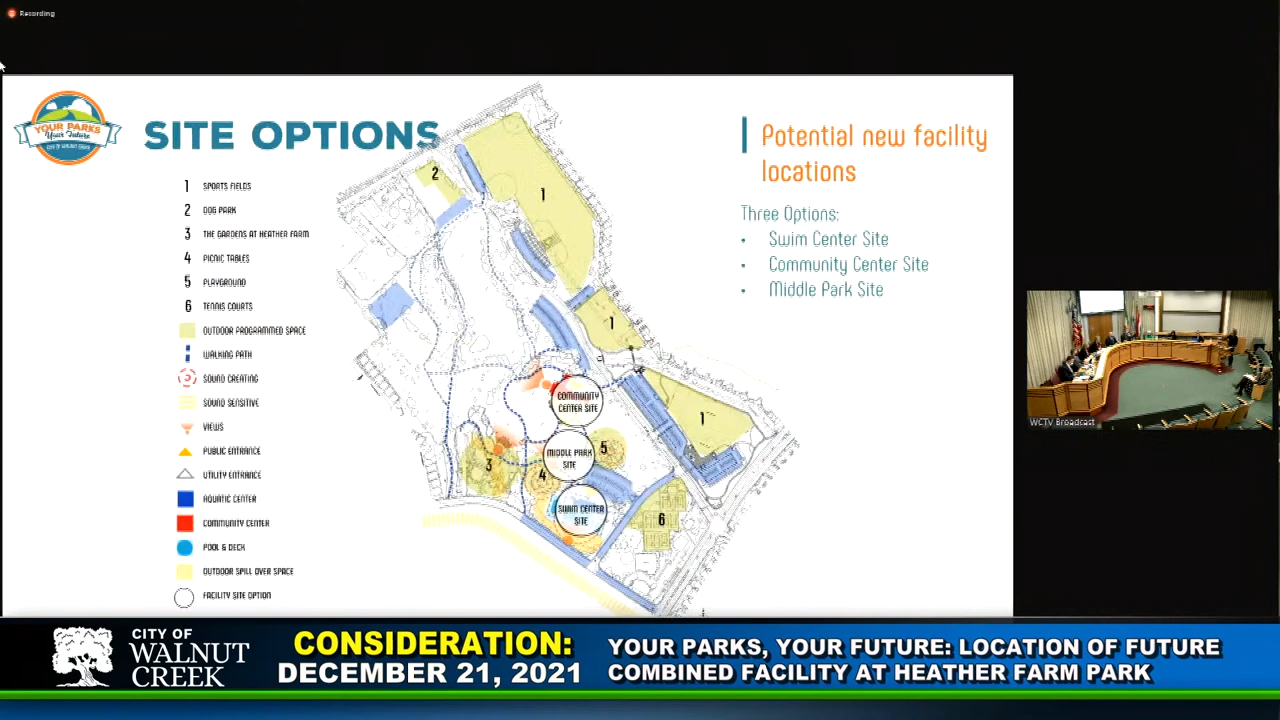 Recording
YOUR PARKS
Your Future
CITY OF WALNUT CREEK
SITE OPTIONS
1 SPORTS FIELDS
2 DOG PARK
3 THE GARDENS AT HEATHER FARM
4 PICNIC TABLES
5 PLAYGROUND
6 TENNIS COURTS
OUTDOOR PROGRAMMED SPACE
WALKING PATH
SOUND CREATING
SOUND SENSITIVE
VIEWS
PUBLIC ENTRANCE
UTILITY ENTRANCE
AQUATIC CENTER
COMMUNITY CENTER
POOL & DECK
OUTDOOR SPILL OVER SPACE
FACILITY SITE OPTION
2
1
1
1
COMMUNITY
CENTER SITE
MIDDLE PARK
SITE
5
3
4
SWIM CENTER
SITE
6
Potential new facility
locations
Three Options:
• Swim Center Site
• Community Center Site
• Middle Park Site
WCTV Broadcast
CITY OF
WALNUT
CREEK
CONSIDERATION:
DECEMBER 21, 2021
YOUR PARKS, YOUR FUTURE: LOCATION OF FUTURE
COMBINED FACILITY AT HEATHER FARM PARK